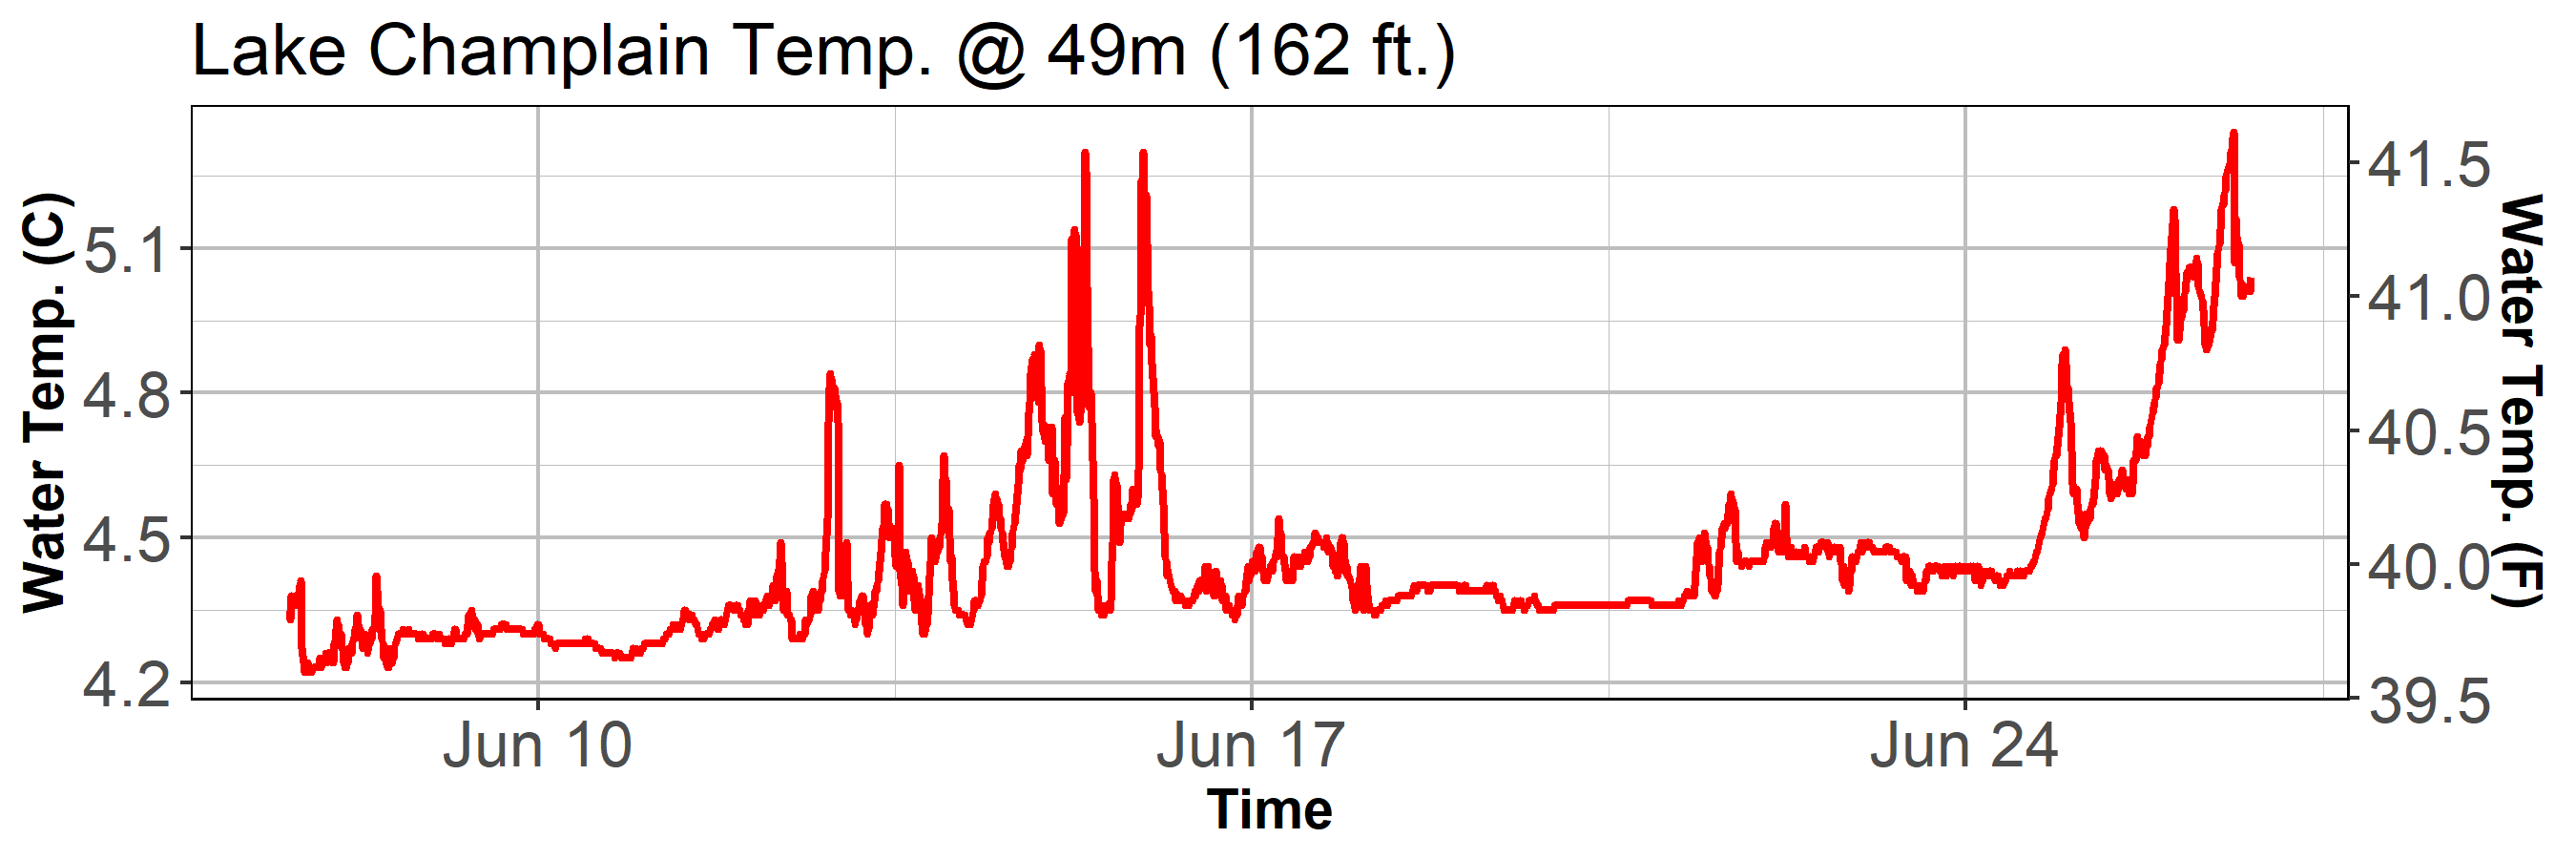 Lake Champlain Temp. @ 49m (162 ft.)
Water Temp. (C)
5.1
4.8
4.5
4.2
41.5
41.0
40.5
40.0
39.5
Water Temp. (F)
Jun 10
Jun 17
Jun 24
Time